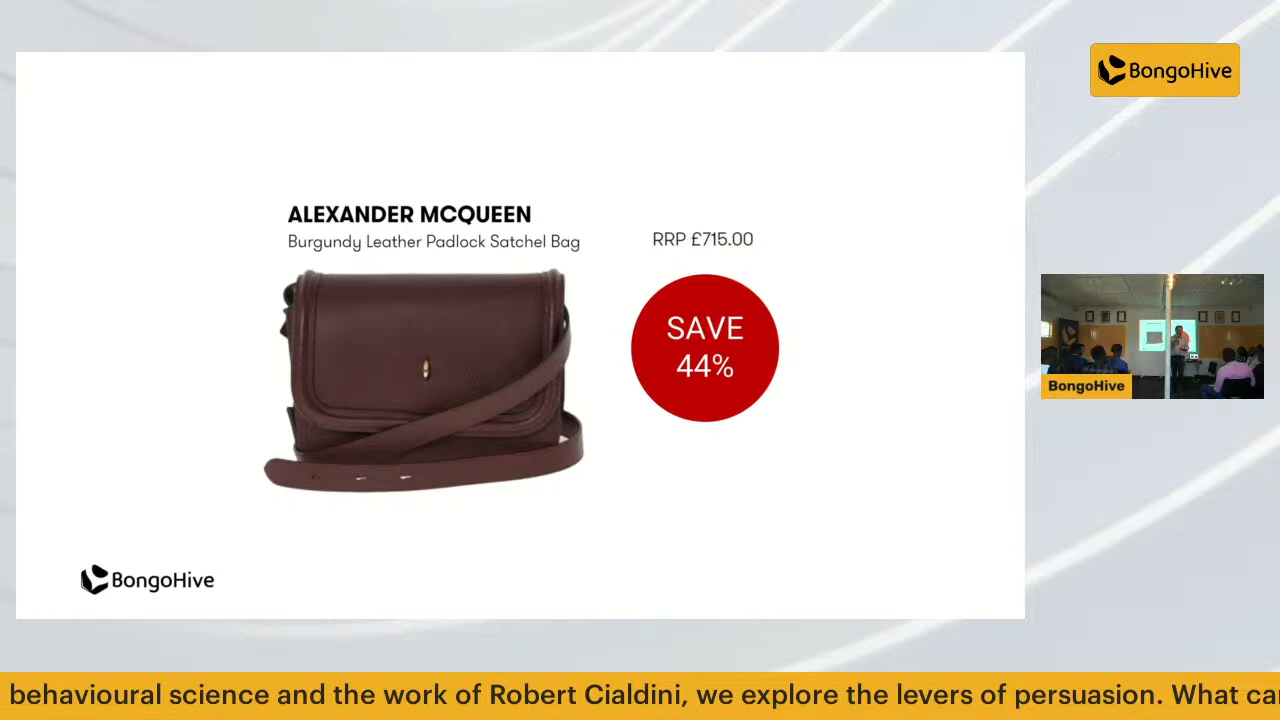 BongoHive
ALEXANDER MCQUEEN
Burgundy Leather Padlock Satchel Bag
RRP £715.00
SAVE
44%
BongoHive
BongoHive
behavioural science and the work of Robert Cialdini, we explore the levers of persuasion. What